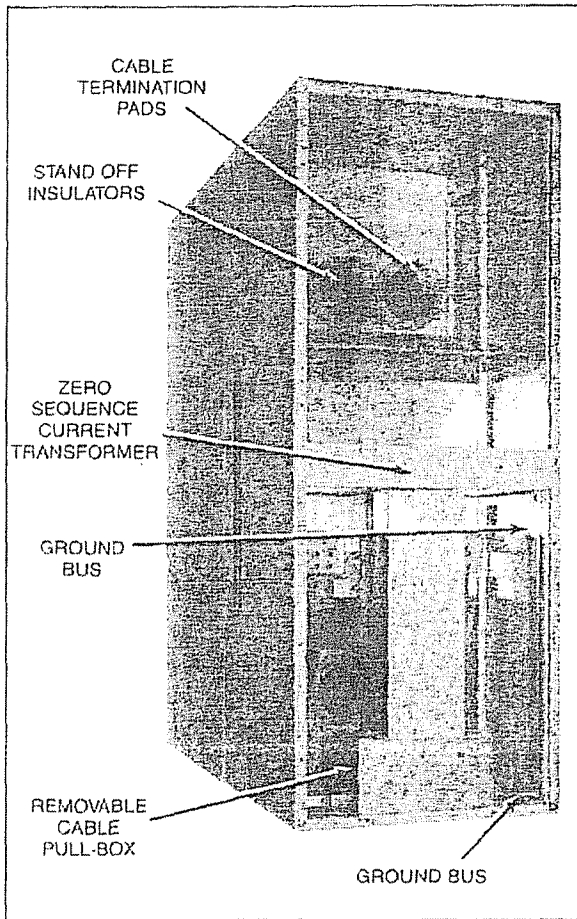 CABLE
TERMINATION
PADS
STAND OFF
INSULATORS
ZERO
SEQUENCE
CURRENT
TRANSFORMER
GROUND
BUS
REMOVABLE
CABLE
PULL-BOX
GROUND BUS